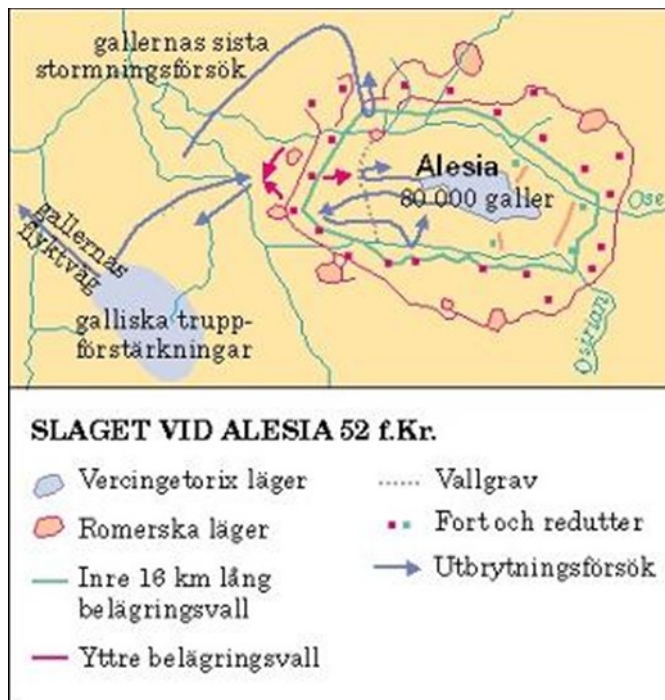 gallernas sista
stormningsförsök
Alesia
80 000 galler
Ose
gallernas
flyktväg
galliska trupp-
förstärkningar
Ostrian
SLAGET VID ALESIA 52 f.Kr.
Vercingetorix läger
Romerska läger
Inre 16 km lång
belägringsvall
Yttre belägringsvall
Vallgrav
Fort och redutter
Utbrytningsförsök